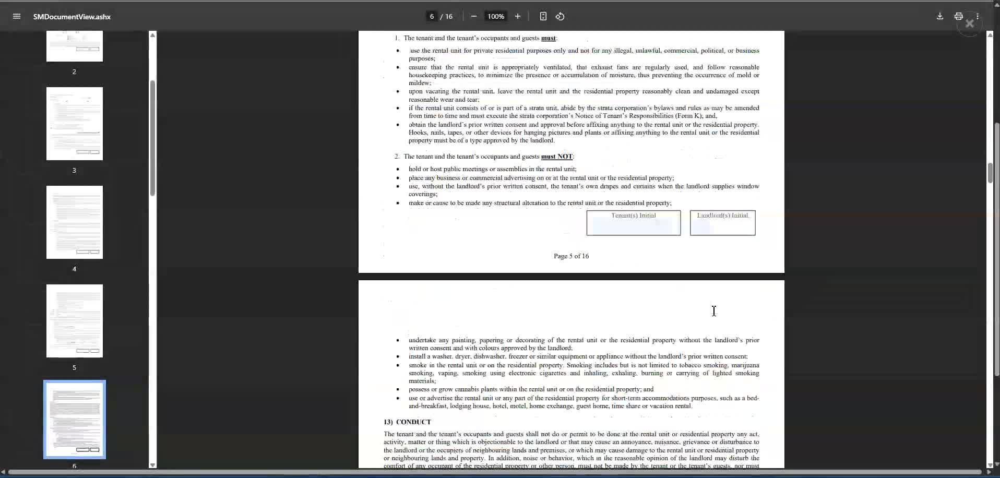 SMDocumentView.ashx
6 / 16
100%
2
3
4
5
6
1. The tenant and the tenant's occupants and guests must:
• use the rental unit for private residential purposes only and not for any illegal, unlawful, commercial, political, or business
purposes;
• ensure that the rental unit is appropriately ventilated, that exhaust fans are regularly used, and follow reasonable
housekeeping practices, to minimize the presence or accumulation of moisture, thus preventing the occurrence of mold or
mildew;
• upon vacating the rental unit, leave the rental unit and the residential property reasonably clean and undamaged except
reasonable wear and tear;
• if the rental unit consists of or is part of a strata unit, abide by the strata corporation's bylaws and rules as may be amended
from time to time and must execute the strata corporation's Notice of Tenant's Responsibilities (Form K); and,
• obtain the landlord's prior written consent and approval before affixing anything to the rental unit or the residential property.
Hooks, nails, tapes, or other devices for hanging pictures and plants or affixing anything to the rental unit or the residential
property must be of a type approved by the landlord.
2. The tenant and the tenant's occupants and guests must NOT:
• hold or host public meetings or assemblies in the rental unit;
• place any business or commercial advertising on or at the rental unit or the residential property;
• use, without the landlord's prior written consent, the tenant's own drapes and curtains when the landlord supplies window
coverings;
• make or cause to be made any structural alteration to the rental unit or the residential property;
Tenant(s) Initial
Landlord(s) Initial
Page 5 of 16
• undertake any painting, papering or decorating of the rental unit or the residential property without the landlord's prior
written consent and with colours approved by the landlord;
• install a washer, dryer, dishwasher, freezer or similar equipment or appliance without the landlord's prior written consent;
• smoke in the rental unit or on the residential property. Smoking includes but is not limited to tobacco smoking, marijuana
smoking, vaping, smoking using electronic cigarettes and inhaling, exhaling, burning or carrying of lighted smoking
materials;
• possess or grow cannabis plants within the rental unit or on the residential property; and
• use or advertise the rental unit or any part of the residential property for short-term accommodations purposes, such as a bed-
and-breakfast, lodging house, hotel, motel, home exchange, guest home, time share or vacation rental.
13) CONDUCT
The tenant and the tenant's occupants and guests shall not do or permit to be done at the rental unit or residential property any act,
activity, matter or thing which is objectionable to the landlord or that may cause an annoyance, nuisance, grievance or disturbance to
the landlord or the occupiers of neighbouring lands and premises, or which may cause damage to the rental unit or residential property
or neighbouring lands and property. In addition, noise or behavior, which in the reasonable opinion of the landlord may disturb the
comfort of any occupant of the residential property or other person, must not be made by the tenant or the tenant's guests, nor must